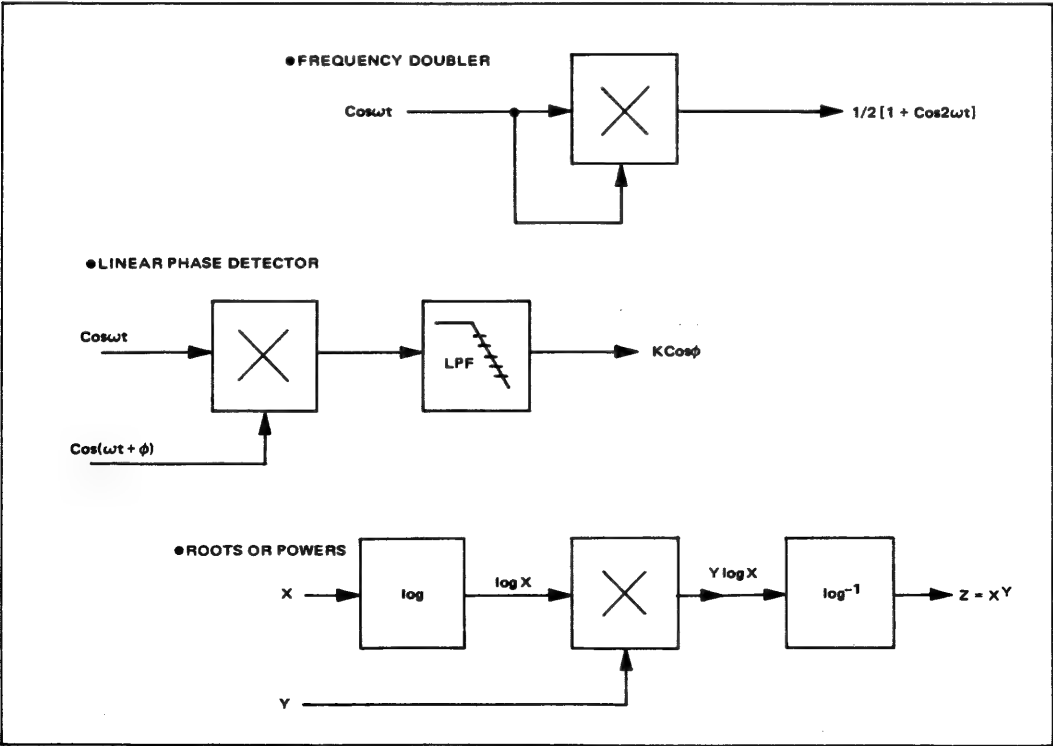 ●FREQUENCY DOUBLER
Cosωt
1/2 [1 + Cos2ωt]
●LINEAR PHASE DETECTOR
Cosωt
LPF
KCosϕ
Cos(ωt + ϕ)
●ROOTS OR POWERS
X
log
log X
Y log X
log⁻¹
Z = X^Y
Y